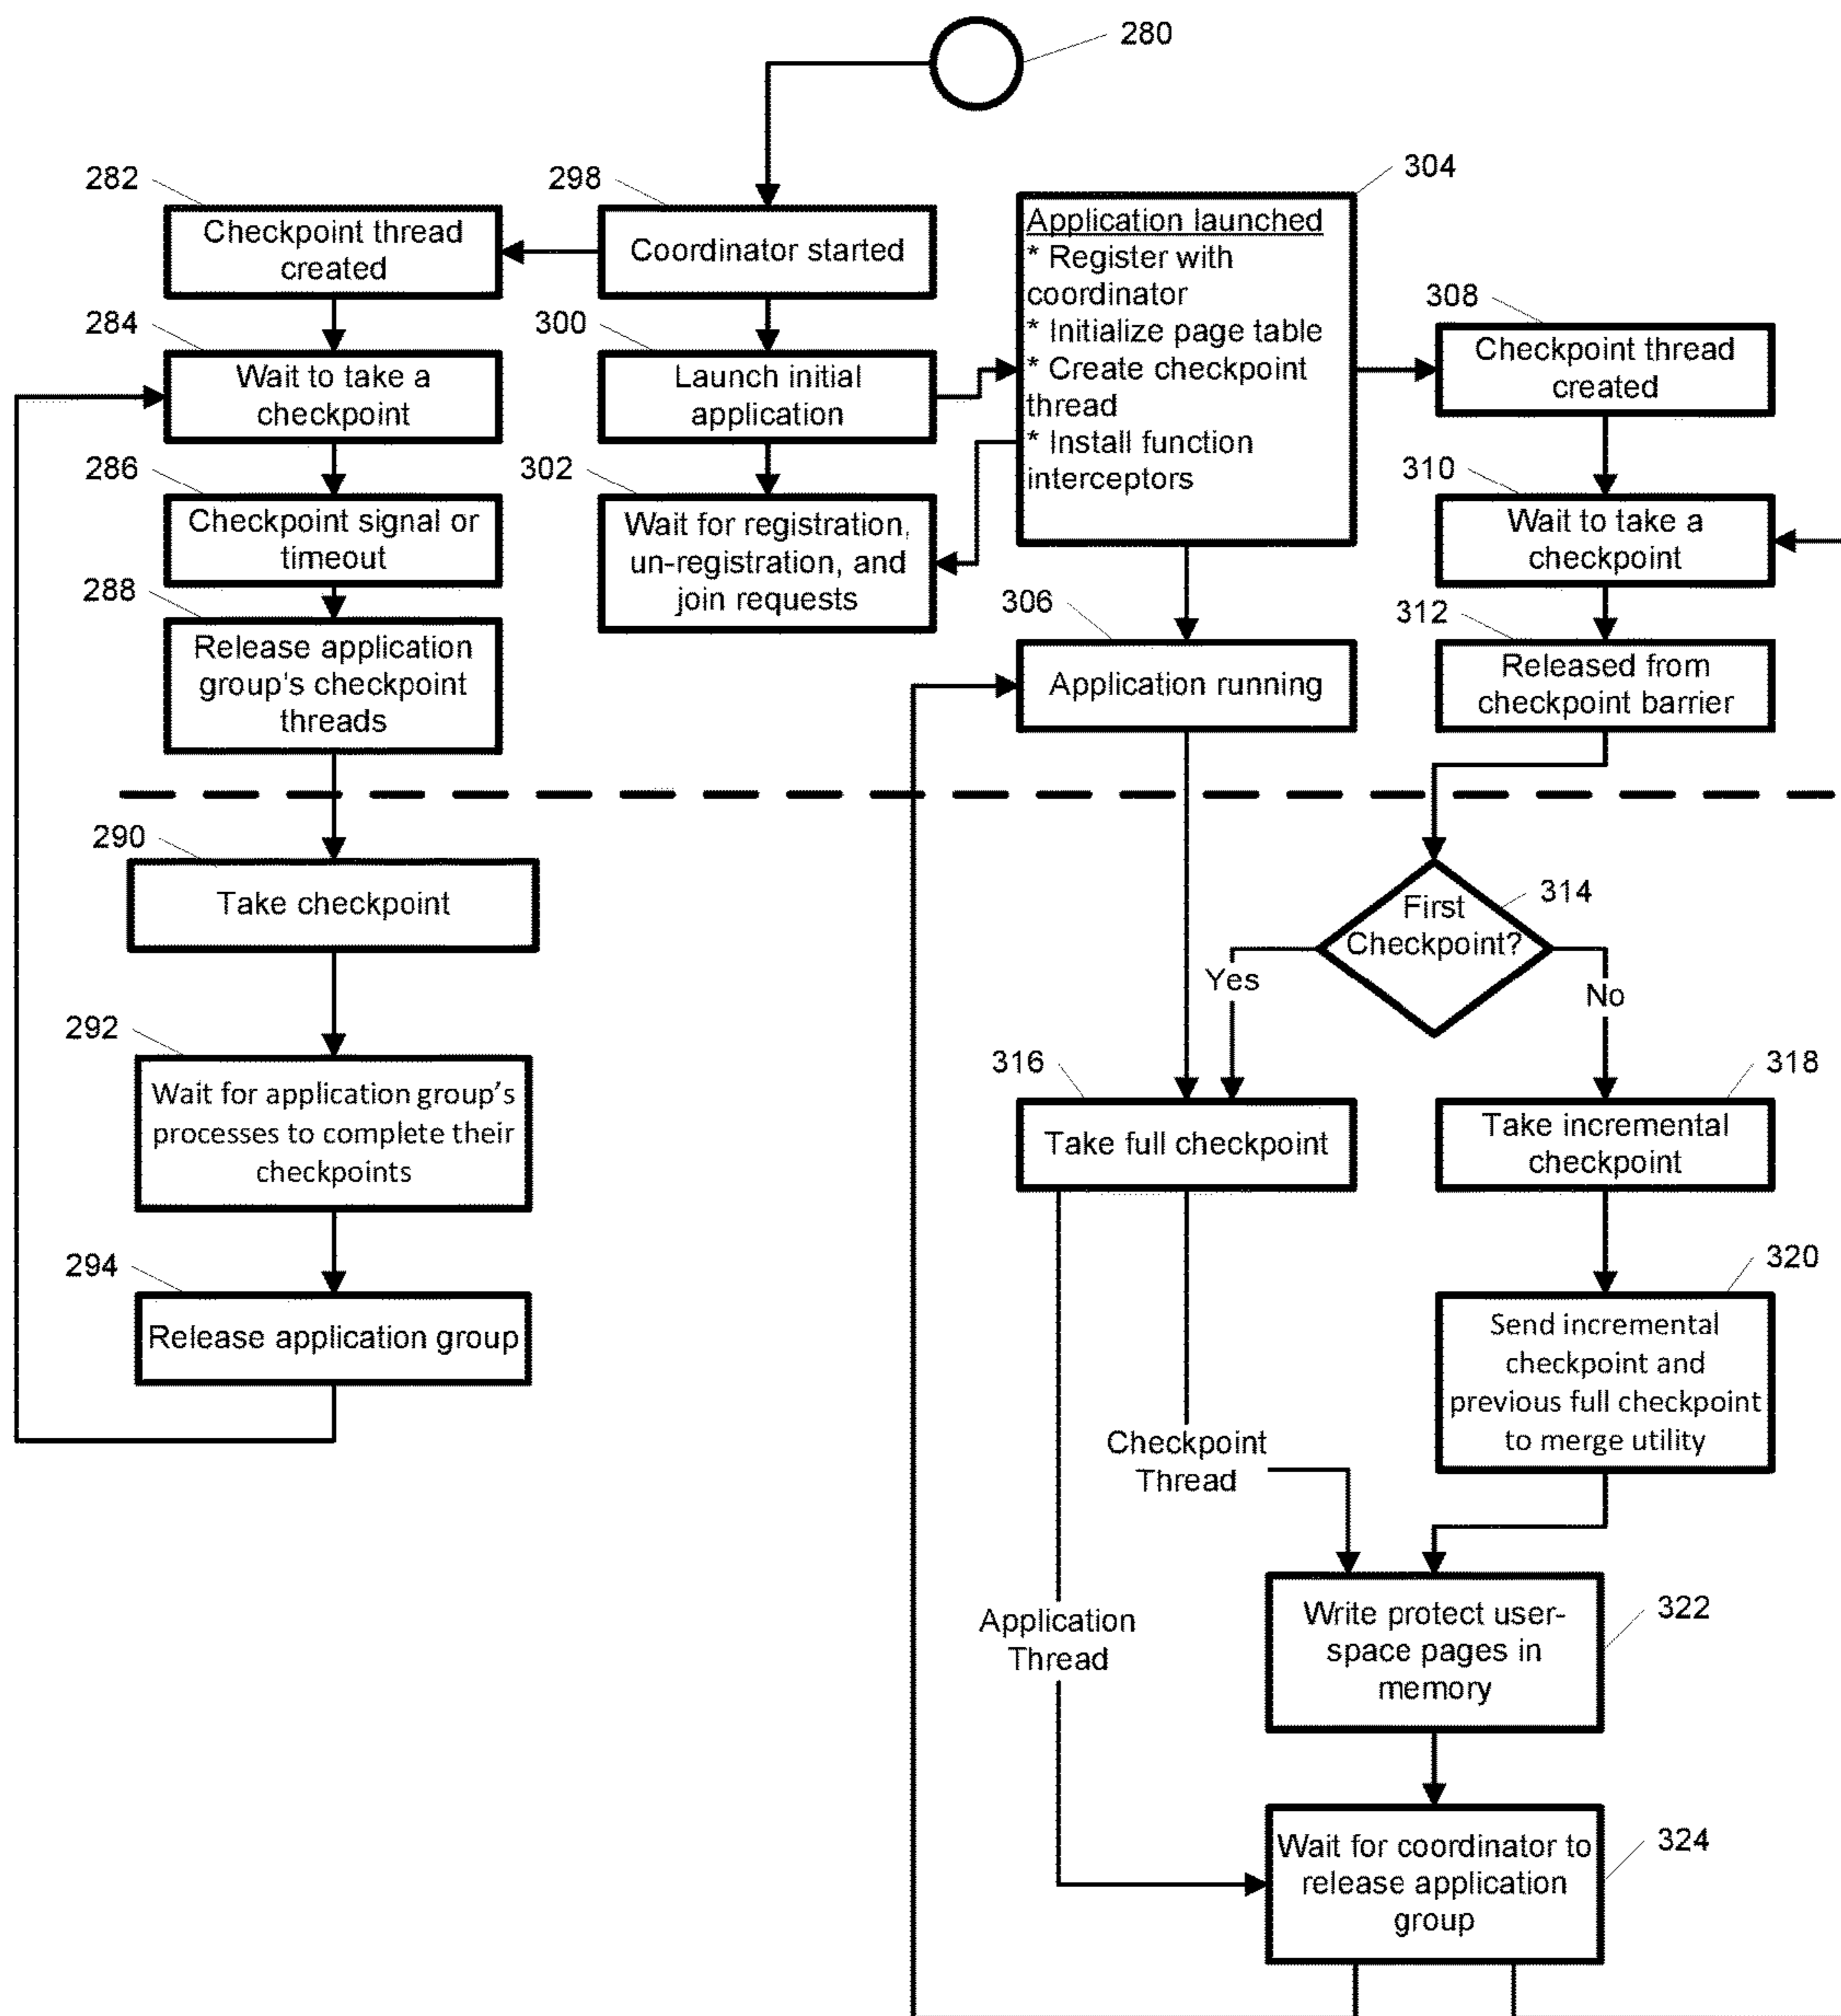 280
282
Checkpoint thread
created
298
Coordinator started
304
Application launched
* Register with
coordinator
* Initialize page table
* Create checkpoint
thread
* Install function
interceptors
284
Wait to take a
checkpoint
300
Launch initial
application
308
Checkpoint thread
created
286
Checkpoint signal or
timeout
302
Wait for registration,
un-registration, and
join requests
310
Wait to take a
checkpoint
288
Release application
group's checkpoint
threads
306
Application running
312
Released from
checkpoint barrier
290
Take checkpoint
314
First
Checkpoint?
Yes
No
292
Wait for application group's
processes to complete their
checkpoints
316
Take full checkpoint
318
Take incremental
checkpoint
294
Release application group
320
Send incremental
checkpoint and
previous full checkpoint
to merge utility
Checkpoint
Thread
Application
Thread
322
Write protect user-
space pages in
memory
324
Wait for coordinator to
release application
group